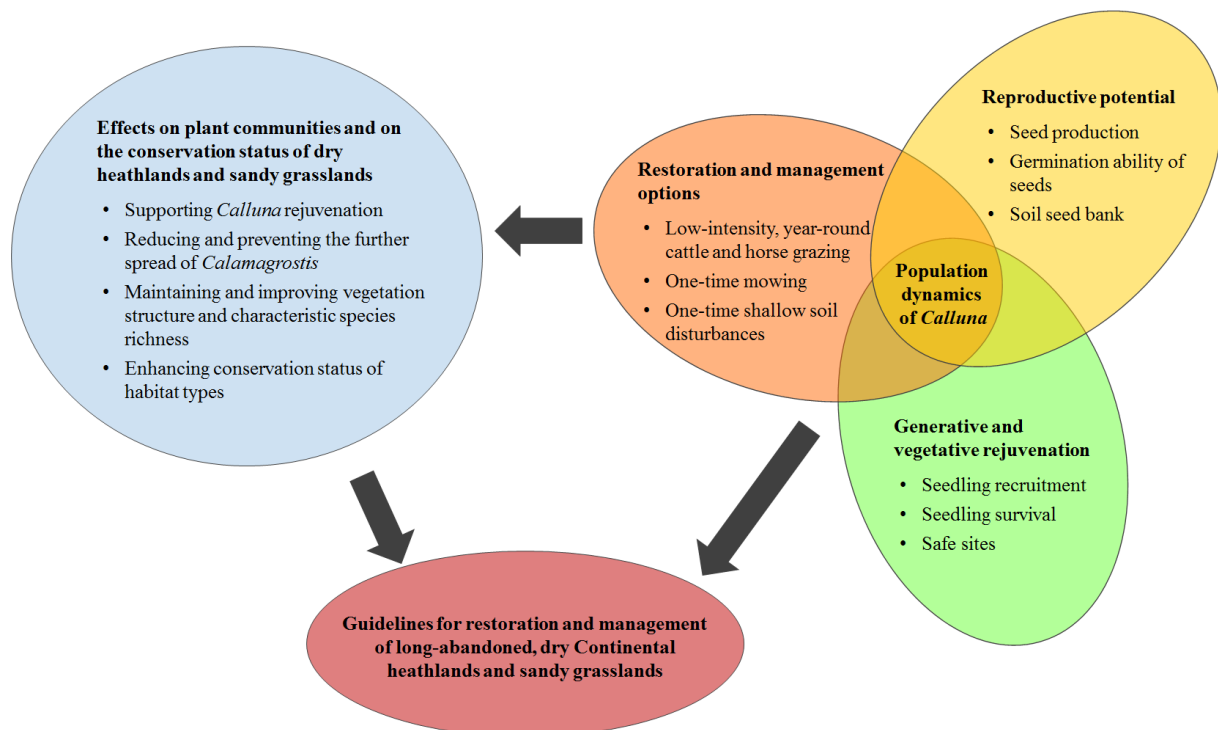 Effects on plant communities and on
the conservation status of dry
heathlands and sandy grasslands
• Supporting Calluna rejuvenation
• Reducing and preventing the further
spread of Calamagrostis
• Maintaining and improving vegetation
structure and characteristic species
richness
• Enhancing conservation status of
habitat types
Restoration and management
options
• Low-intensity, year-round
cattle and horse grazing
• One-time mowing
• One-time shallow soil
disturbances
Reproductive potential
• Seed production
• Germination ability of
seeds
• Soil seed bank
Population
dynamics
of Calluna
Generative and
vegetative rejuvenation
• Seedling recruitment
• Seedling survival
• Safe sites
Guidelines for restoration and management
of long-abandoned, dry Continental
heathlands and sandy grasslands